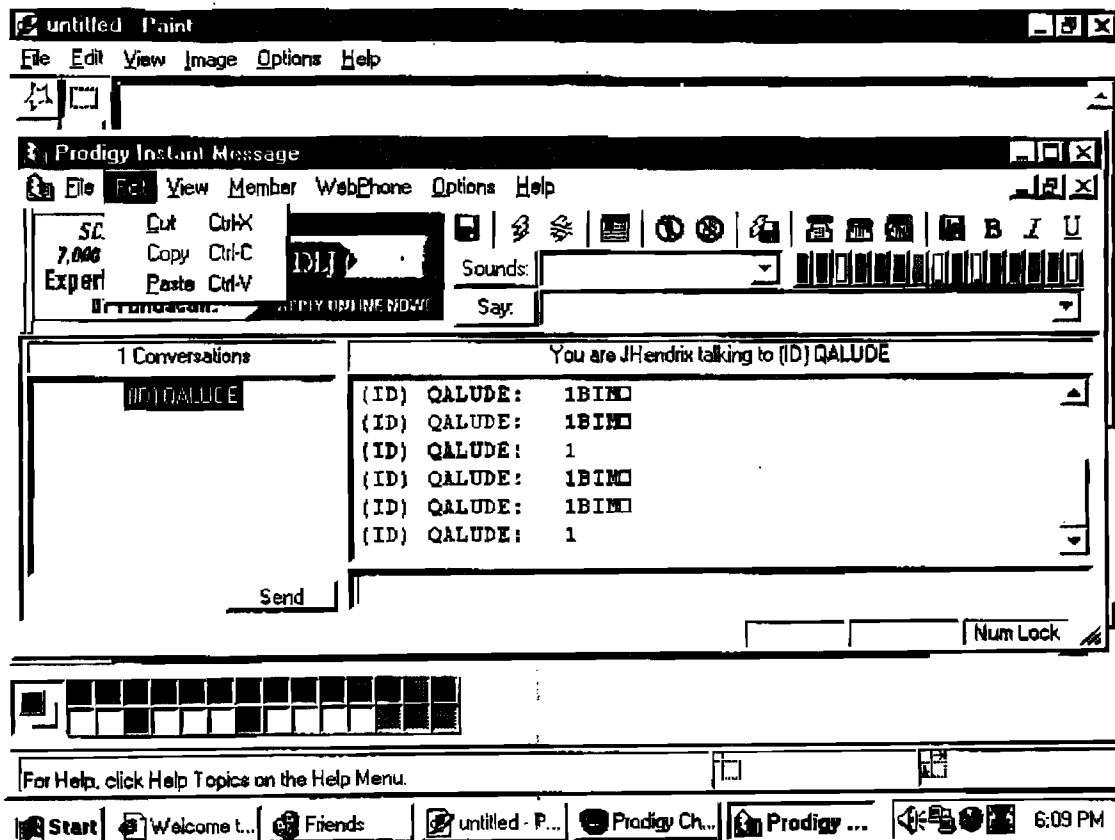 untitled Paint
File Edit View Image Options Help
Prodigy Instant Message
File Edit View Member WebPhone Options Help
Cut Ctrl-X
Copy Ctrl-C
Paste Ctrl-V
7,000
APPLY ONLINE NOW!
B I U
Sounds:
Say:
1 Conversations
You are JHendrix talking to (ID) QALUDE
(ID) QALUDE
(ID) QALUDE: 1BIM□
(ID) QALUDE: 1BIM□
(ID) QALUDE: 1
(ID) QALUDE: 1BIM□
(ID) QALUDE: 1BIM□
(ID) QALUDE: 1
Send
Num Lock
For Help, click Help Topics on the Help Menu.
Start Welcome t... Friends untitled - P... Prodigy Ch... Prodigy ... 6:09 PM